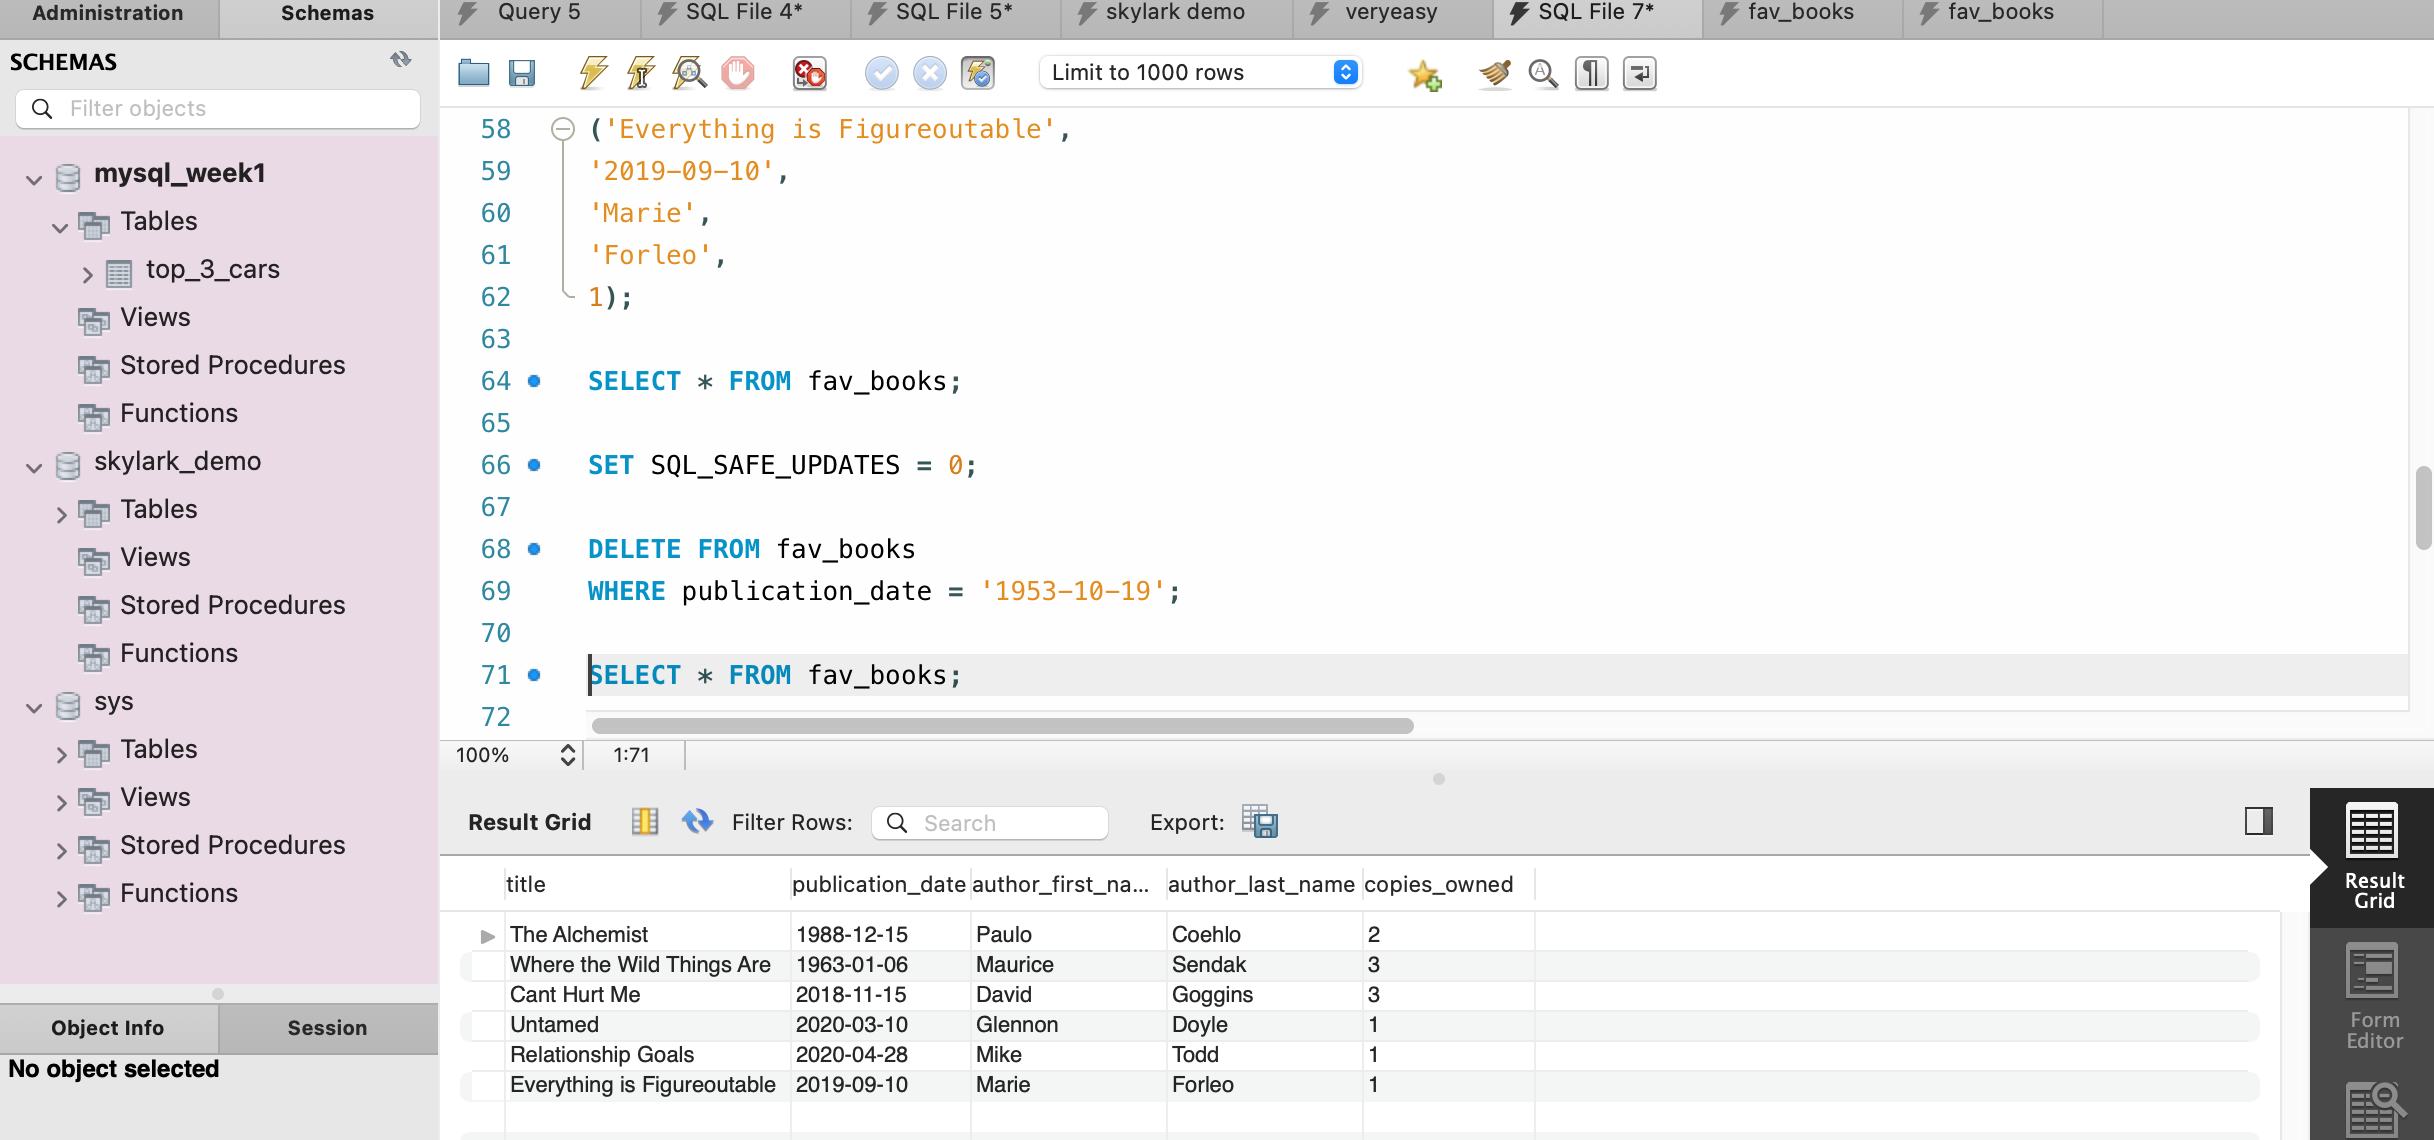 Administration
Schemas
Query 5
SQL File 4*
SQL File 5*
skylark demo
veryeasy
SQL File 7*
fav_books
fav_books
SCHEMAS
Filter objects
mysql_week1
Tables
top_3_cars
Views
Stored Procedures
Functions
skylark_demo
Tables
Views
Stored Procedures
Functions
sys
Tables
Views
Stored Procedures
Functions
Object Info
Session
No object selected
Limit to 1000 rows
58 ('Everything is Figureoutable',
59 '2019-09-10',
60 'Marie',
61 'Forleo',
62 1);
63
64 SELECT * FROM fav_books;
65
66 SET SQL_SAFE_UPDATES = 0;
67
68 DELETE FROM fav_books
69 WHERE publication_date = '1953-10-19';
70
71 SELECT * FROM fav_books;
72
100% 1:71
Result Grid Filter Rows: Search Export:
title publication_date author_first_na... author_last_name copies_owned
The Alchemist 1988-12-15 Paulo Coehlo 2
Where the Wild Things Are 1963-01-06 Maurice Sendak 3
Cant Hurt Me 2018-11-15 David Goggins 3
Untamed 2020-03-10 Glennon Doyle 1
Relationship Goals 2020-04-28 Mike Todd 1
Everything is Figureoutable 2019-09-10 Marie Forleo 1
Result
Grid
Form
Editor